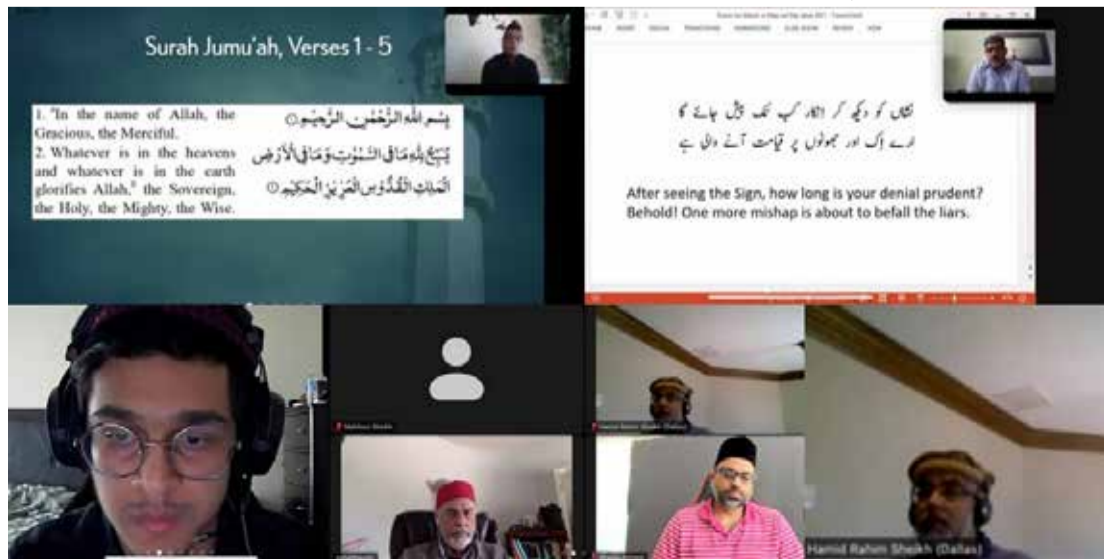 Surah Jumu'ah, Verses 1 - 5
1. "In the name of Allah, the
Gracious, the Merciful.
2. Whatever is in the heavens
and whatever is in the earth
glorifies Allah,⁠ the Sovereign,
the Holy, the Mighty, the Wise.
بِسْمِ اللّٰهِ الرَّحْمٰنِ الرَّحِيْمِ
يُسَبِّحُ لِلّٰهِ مَا فِي السَّمٰوٰتِ وَمَا فِي الْاَرْضِ
الْمَلِكِ الْقُدُّوْسِ الْعَزِيْزِ الْحَكِيْمِ
نشاں کو دیکھ کر انکار کب تک پیش جائے گا
ارے اِک اور جھوٹوں پر قیامت آنے والی ہے
After seeing the Sign, how long is your denial prudent?
Behold! One more mishap is about to befall the liars.
Hamid Rahim Sheikh (Dallas)
Hamid Rahim Sheikh (Dallas)